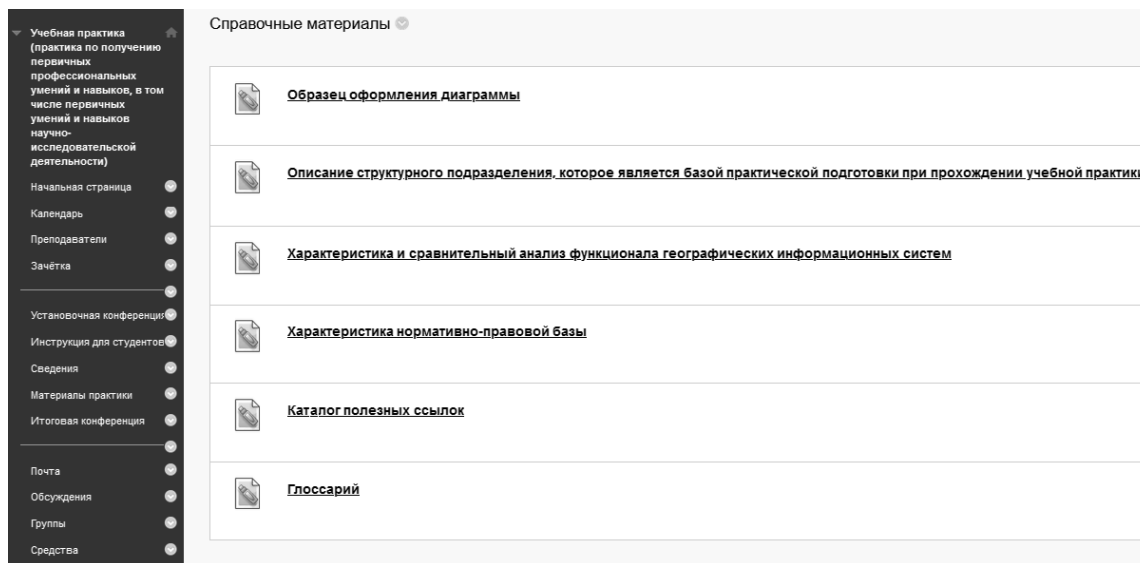 Учебная практика
(практика по получению
первичных
профессиональных
умений и навыков, в том
числе первичных
умений и навыков
научно-
исследовательской
деятельности)
Начальная страница
Календарь
Преподаватели
Зачётка
Установочная конференция
Инструкция для студентов
Сведения
Материалы практики
Итоговая конференция
Почта
Обсуждения
Группы
Средства
Справочные материалы
Образец оформления диаграммы
Описание структурного подразделения, которое является базой практической подготовки при прохождении учебной практики
Характеристика и сравнительный анализ функционала географических информационных систем
Характеристика нормативно-правовой базы
Каталог полезных ссылок
Глоссарий